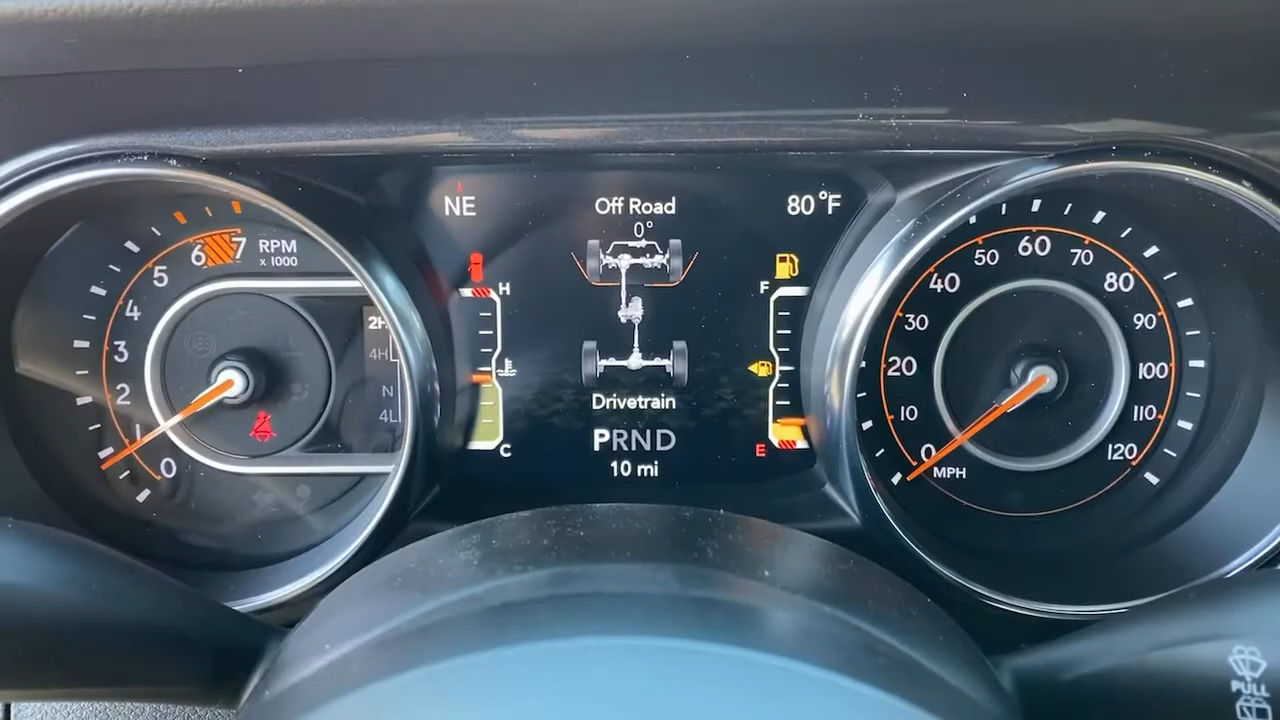 NE
Off Road
80°F
0°
RPM
x 1000
0
1
2
3
4
5
6
7
2H
4H
N
4L
H
C
F
E
Drivetrain
PRND
10 mi
0
10
20
30
40
50
60
70
80
90
100
110
120
MPH
PULL